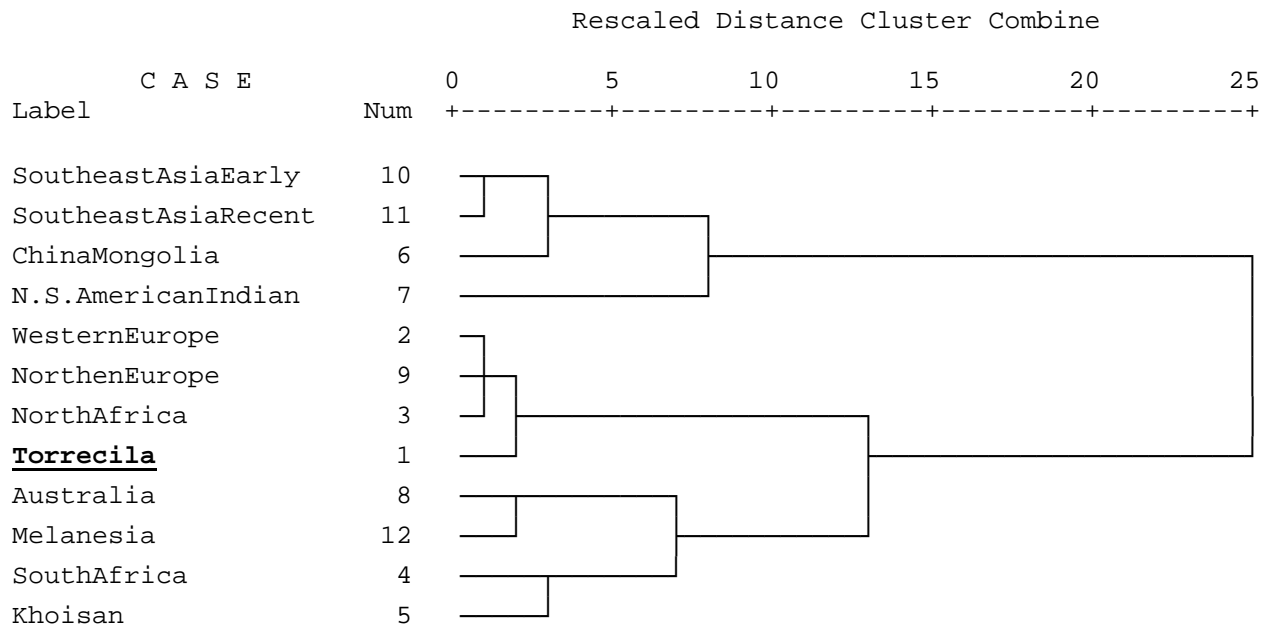 Rescaled Distance Cluster Combine
C A S E 0 5 10 15 20 25
Label Num +---------+---------+---------+---------+---------+
SoutheastAsiaEarly 10
SoutheastAsiaRecent 11
ChinaMongolia 6
N.S.AmericanIndian 7
WesternEurope 2
NorthenEurope 9
NorthAfrica 3
Torrecila 1
Australia 8
Melanesia 12
SouthAfrica 4
Khoisan 5